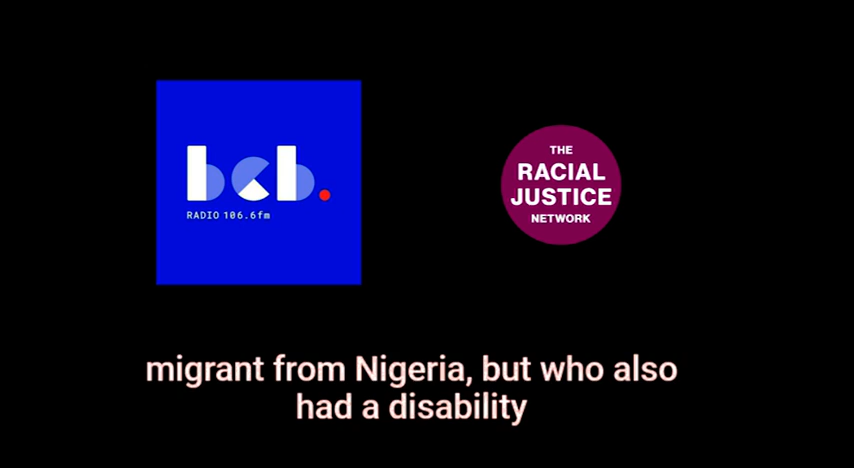 bcb.
RADIO 106.6fm
THE
RACIAL
JUSTICE
NETWORK
migrant from Nigeria, but who also
had a disability